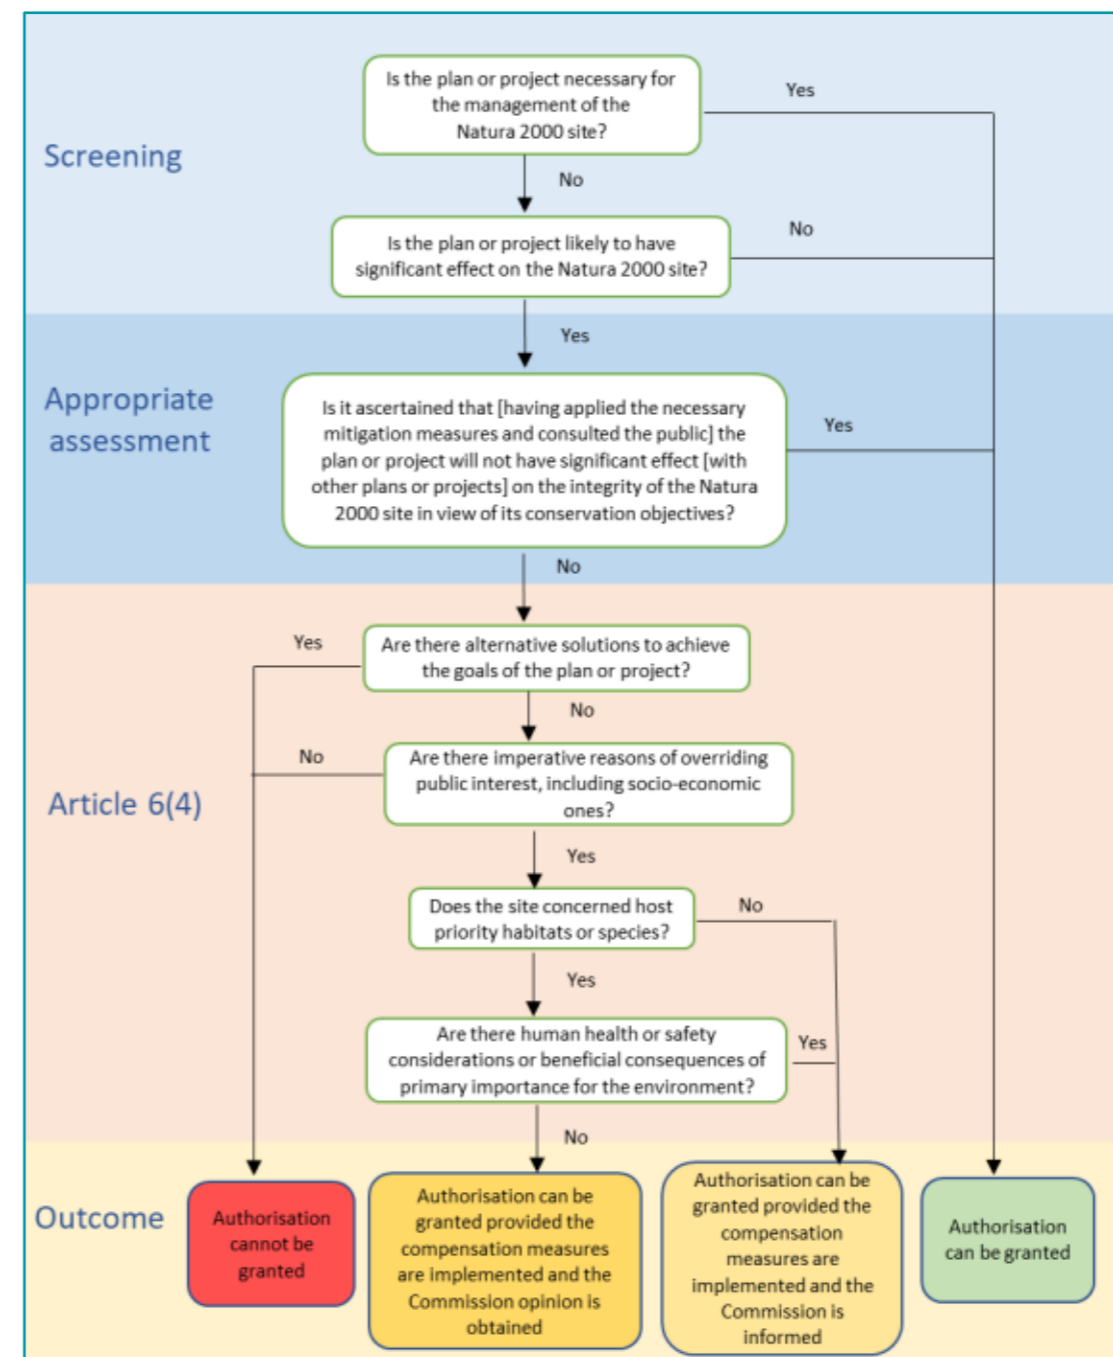 Screening
Is the plan or project necessary for
the management of the
Natura 2000 site?
Yes
No
Is the plan or project likely to have
significant effect on the Natura 2000 site?
No
Yes
Appropriate
assessment
Is it ascertained that [having applied the necessary
mitigation measures and consulted the public] the
plan or project will not have significant effect [with
other plans or projects] on the integrity of the Natura
2000 site in view of its conservation objectives?
Yes
No
Article 6(4)
Are there alternative solutions to achieve
the goals of the plan or project?
Yes
No
Are there imperative reasons of overriding
public interest, including socio-economic
ones?
No
Yes
Does the site concerned host
priority habitats or species?
No
Yes
Are there human health or safety
considerations or beneficial consequences of
primary importance for the environment?
Yes
No
Outcome
Authorisation
cannot be
granted
Authorisation can be
granted provided the
compensation measures
are implemented and the
Commission opinion is
obtained
Authorisation can be
granted provided the
compensation
measures are
implemented and the
Commission is
informed
Authorisation
can be granted